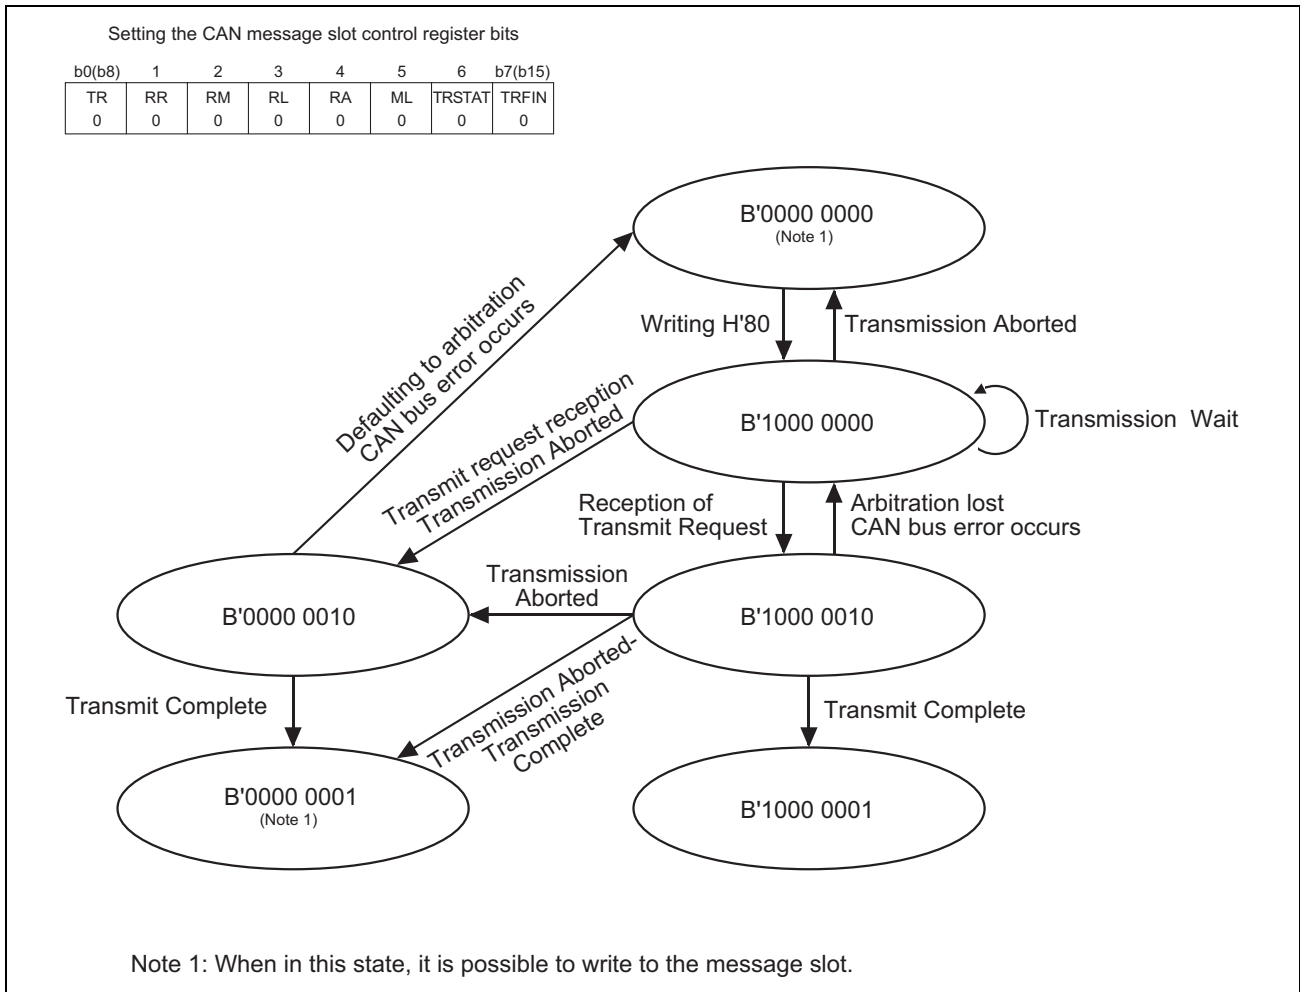 Setting the CAN message slot control register bits
b0(b8) 1 2 3 4 5 6 b7(b15)
TR RR RM RL RA ML TRSTAT TRFIN
0 0 0 0 0 0 0 0
B'0000 0000
(Note 1)
Defaulting to arbitration
CAN bus error occurs
Writing H'80
Transmission Aborted
B'1000 0000
Transmission Wait
Transmit request reception
Transmission Aborted
Reception of
Transmit Request
Arbitration lost
CAN bus error occurs
B'0000 0010
Transmission
Aborted
B'1000 0010
Transmit Complete
Transmission Aborted-
Transmission
Complete
Transmit Complete
B'0000 0001
(Note 1)
B'1000 0001
Note 1: When in this state, it is possible to write to the message slot.